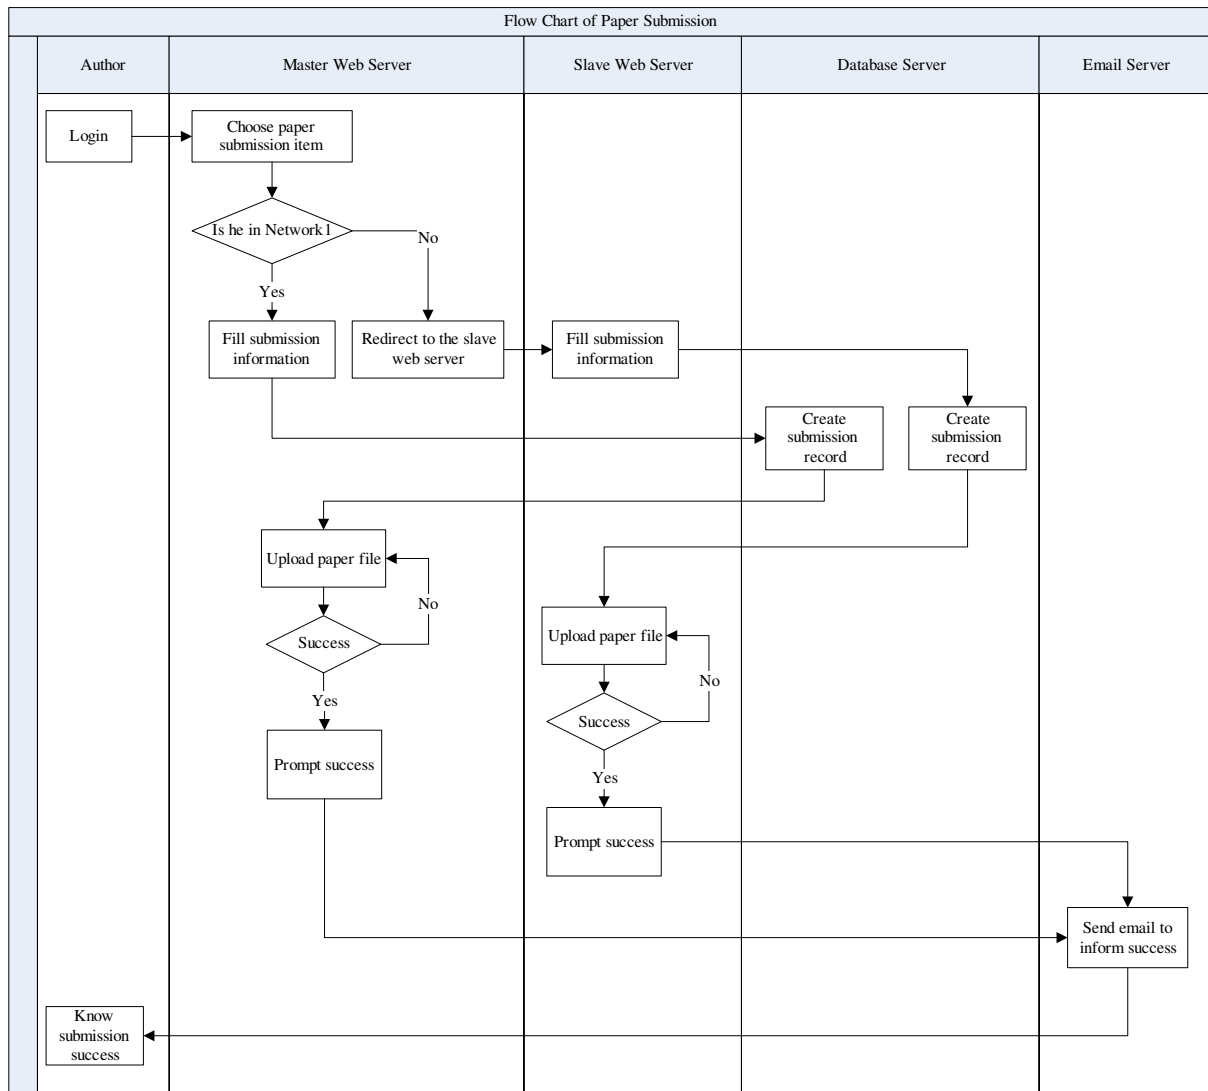 Flow Chart of Paper Submission
Author
Master Web Server
Slave Web Server
Database Server
Email Server
Login
Choose paper
submission item
Is he in Network1
No
Yes
Fill submission
information
Redirect to the slave
web server
Fill submission
information
Create
submission
record
Create
submission
record
Upload paper file
No
Success
Yes
Prompt success
Upload paper file
No
Success
Yes
Prompt success
Send email to
inform success
Know
submission
success